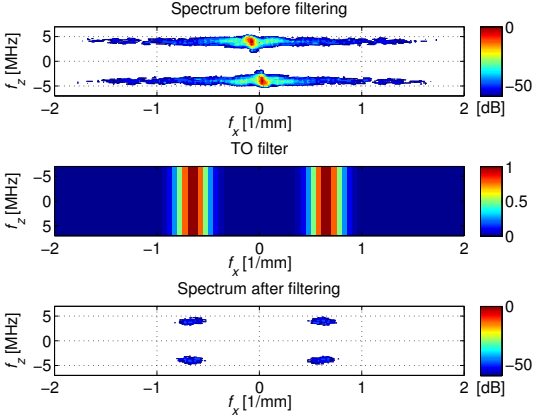 Spectrum before filtering
5
0
−5
f_z [MHz]
−2 −1 0 1 2
f_x [1/mm]
0
−50
[dB]
TO filter
−5
0
5
f_z [MHz]
−2 −1 0 1 2
f_x [1/mm]
1
0.5
0
Spectrum after filtering
5
0
−5
f_z [MHz]
−2 −1 0 1 2
f_x [1/mm]
0
−50
[dB]